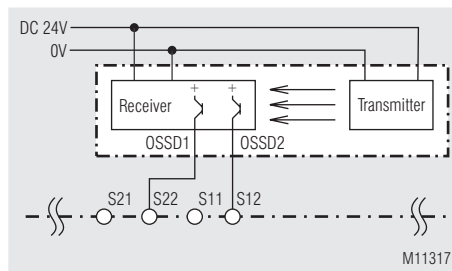 DC 24V
0V
Receiver
+ +
Transmitter
OSSD1 OSSD2
S21 S22 S11 S12
M11317